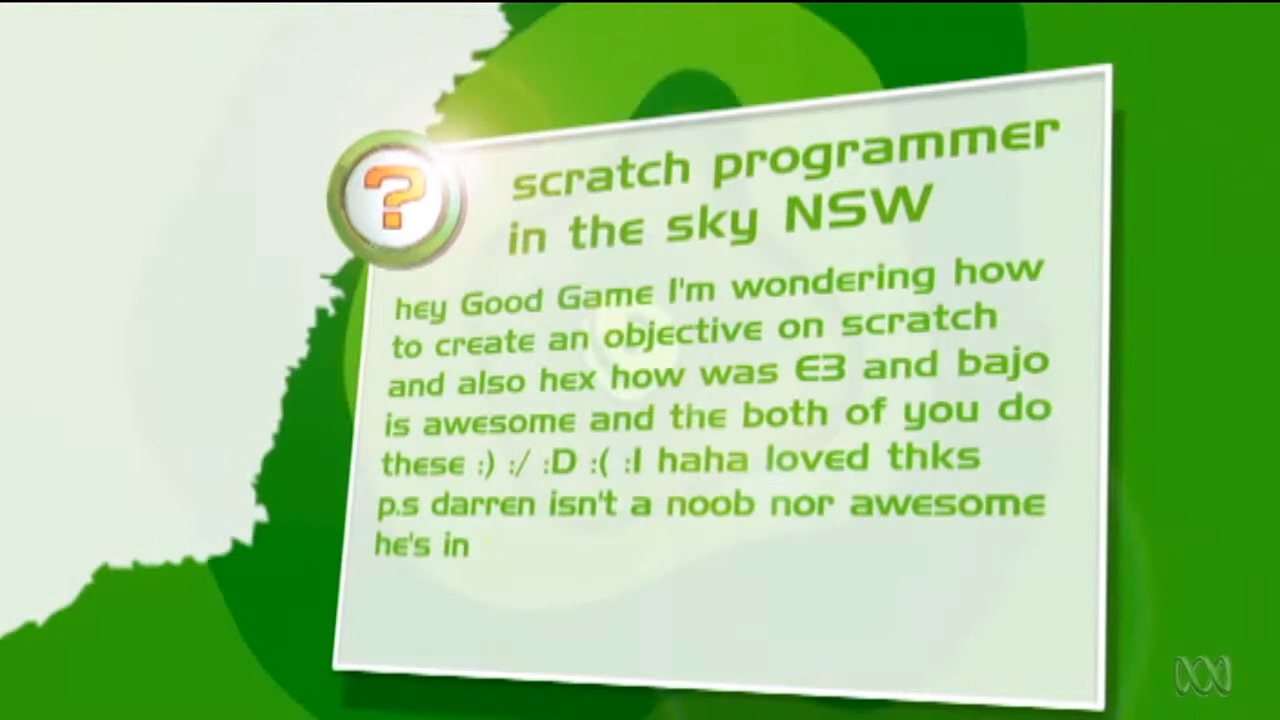 ?
scratch programmer
in the sky NSW
hey Good Game I'm wondering how
to create an objective on scratch
and also hex how was E3 and bajo
is awesome and the both of you do
these :) :/ :D :( :I haha loved thks
p.s darren isn't a noob nor awesome
he's in